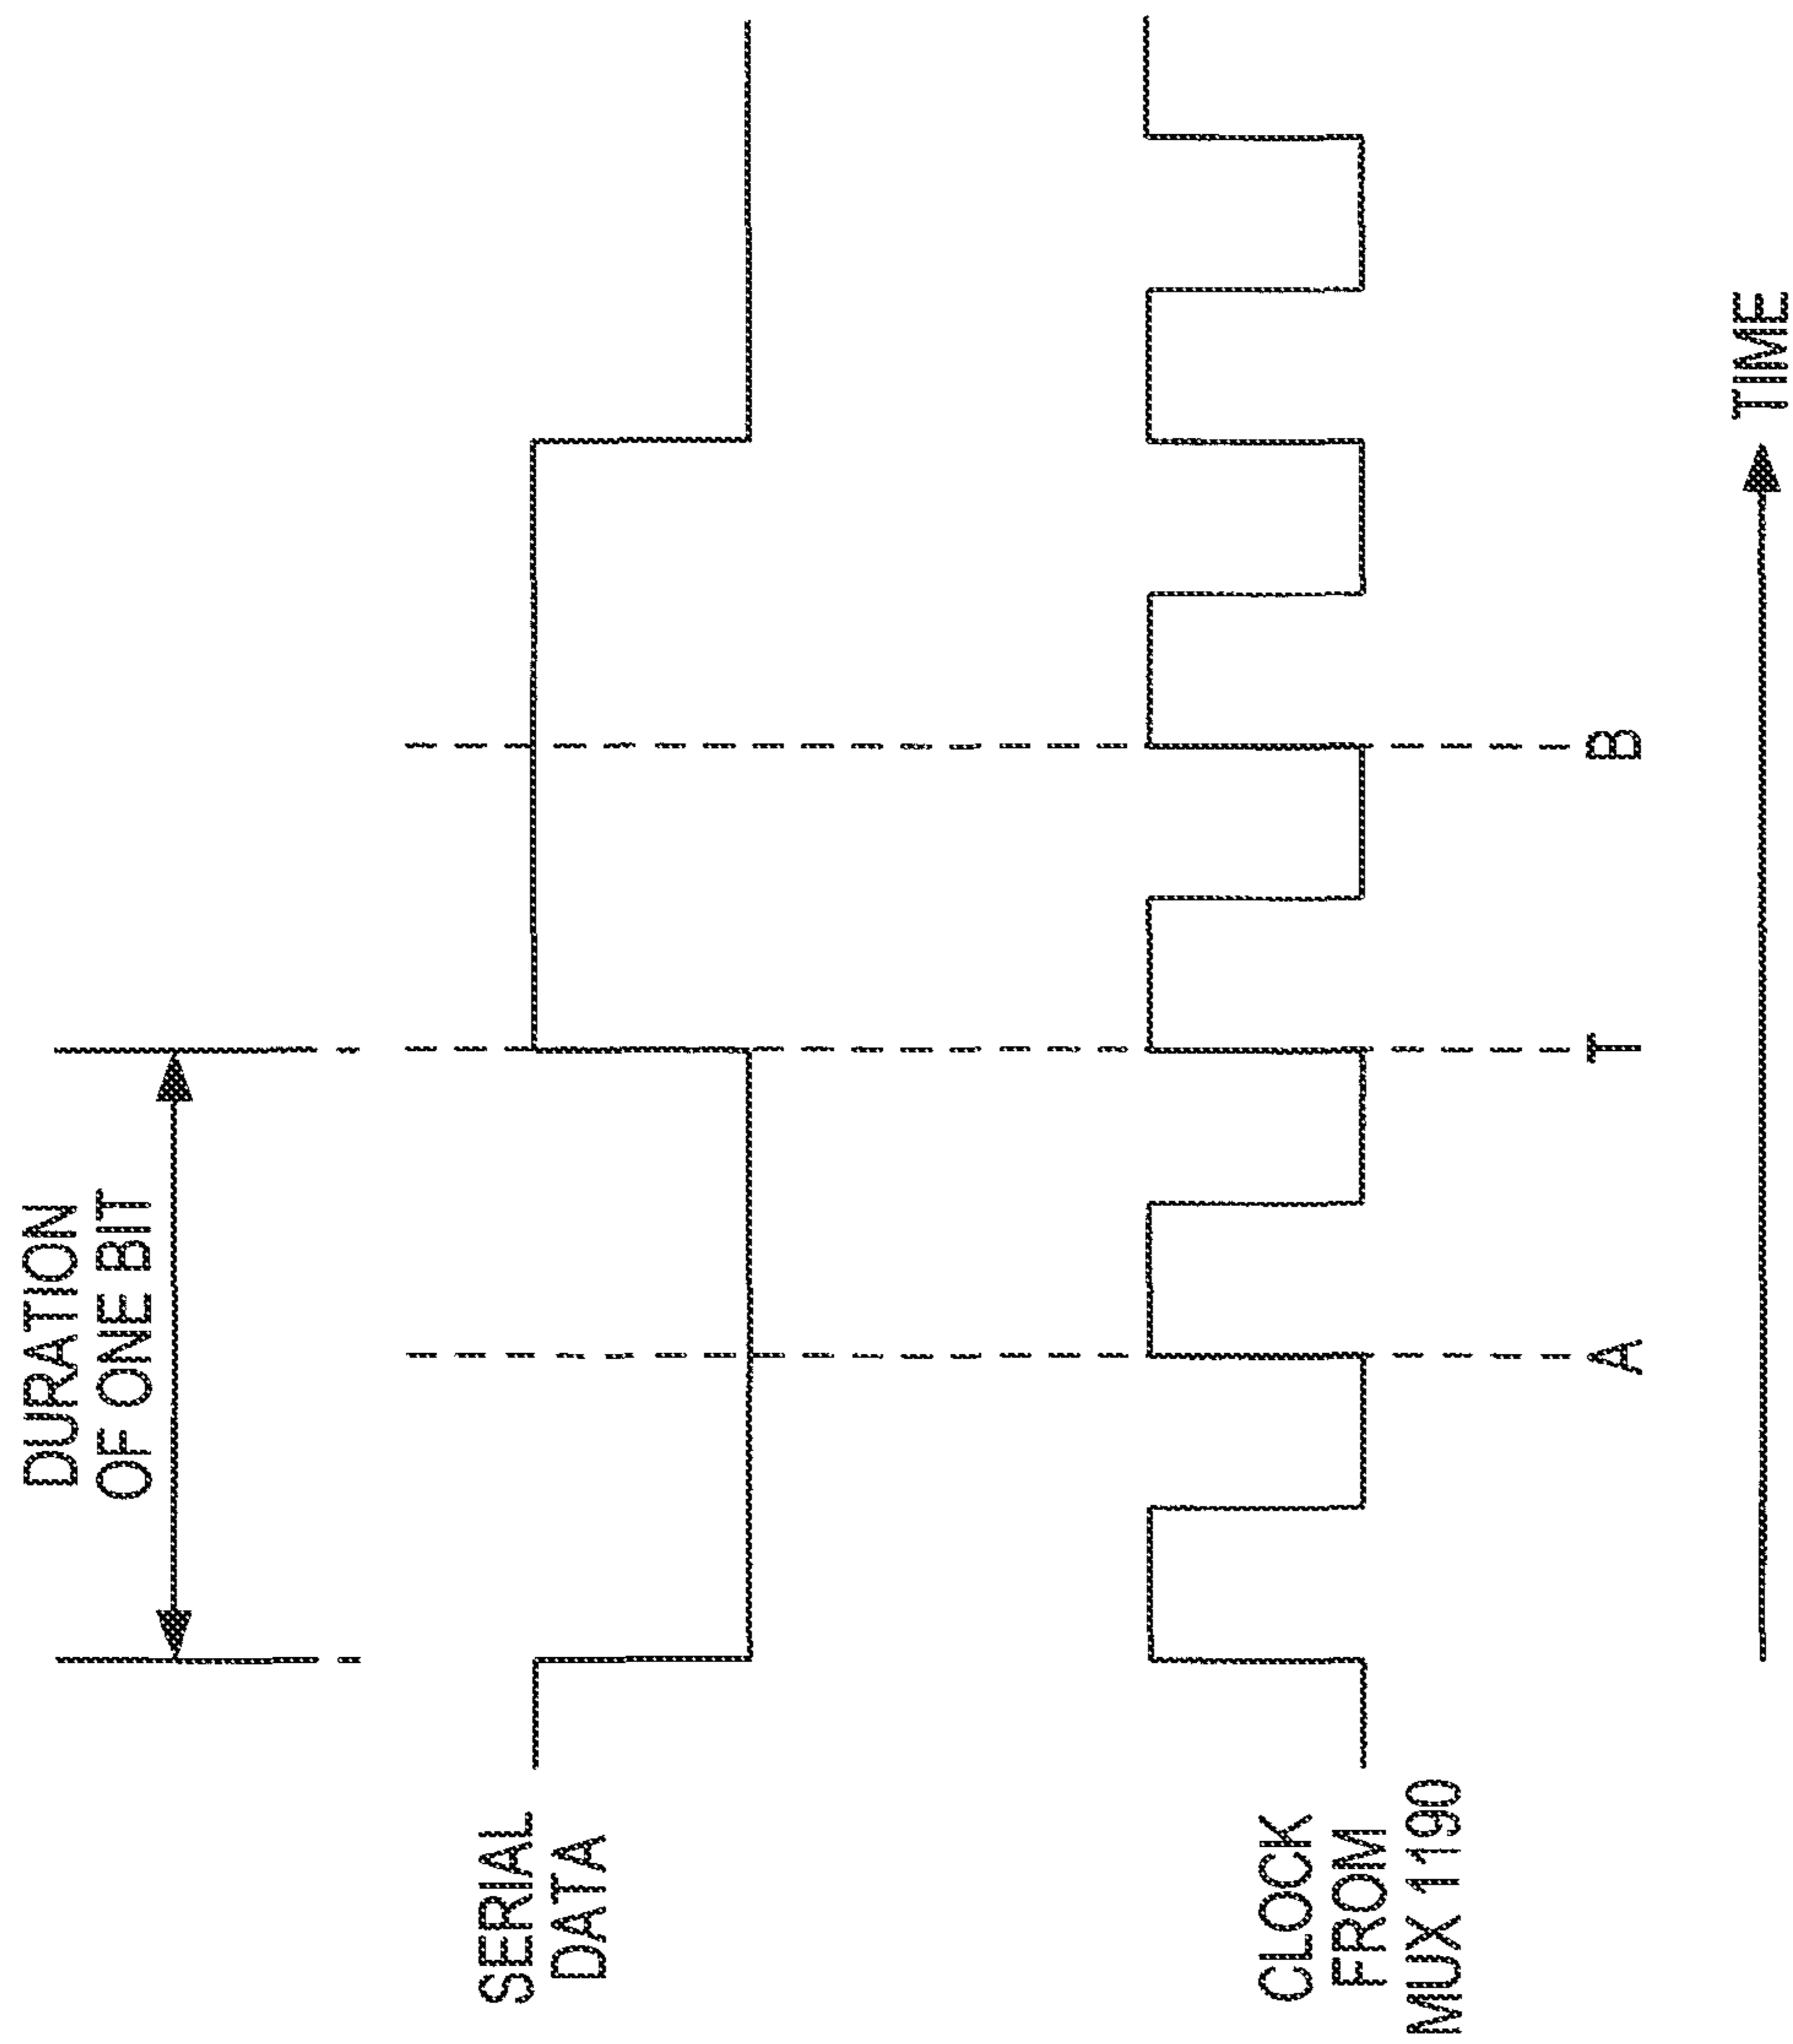 DURATION
OF ONE BIT
SERIAL
DATA
CLOCK
FROM
MUX 1190
A
T
B
TIME